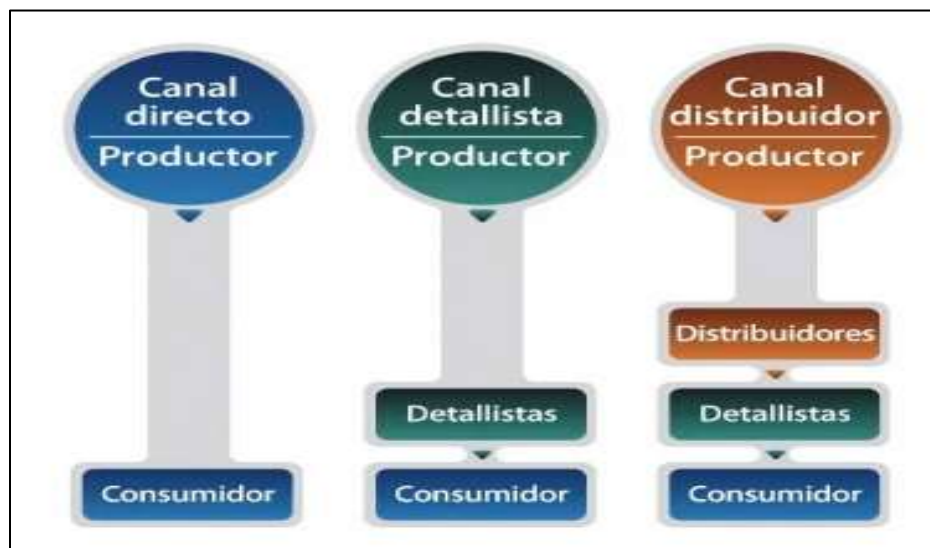 Canal
directo
Productor
Consumidor
Canal
detallista
Productor
Detallistas
Consumidor
Canal
distribuidor
Productor
Distribuidores
Detallistas
Consumidor